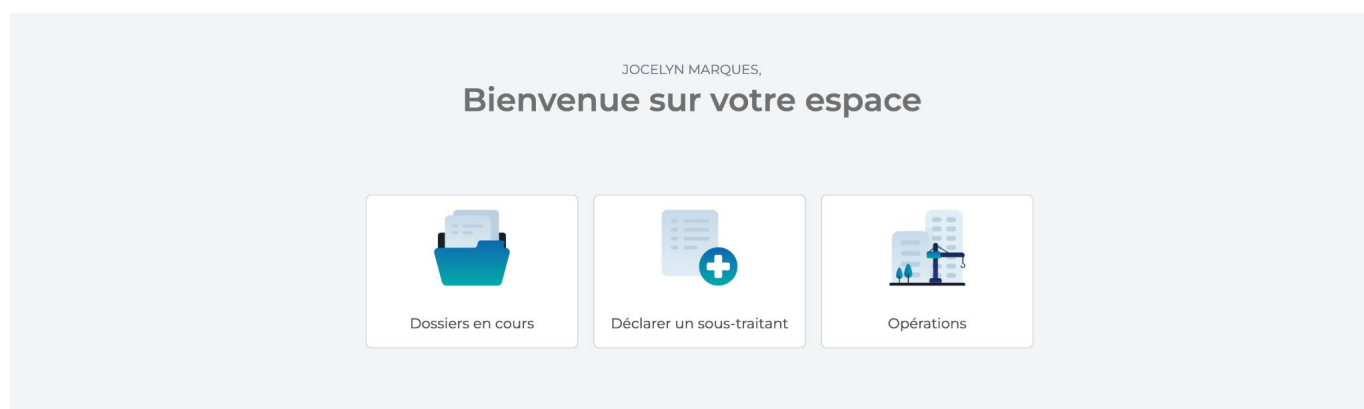 JOCELYN MARQUES,
Bienvenue sur votre espace
Dossiers en cours
Déclarer un sous-traitant
Opérations